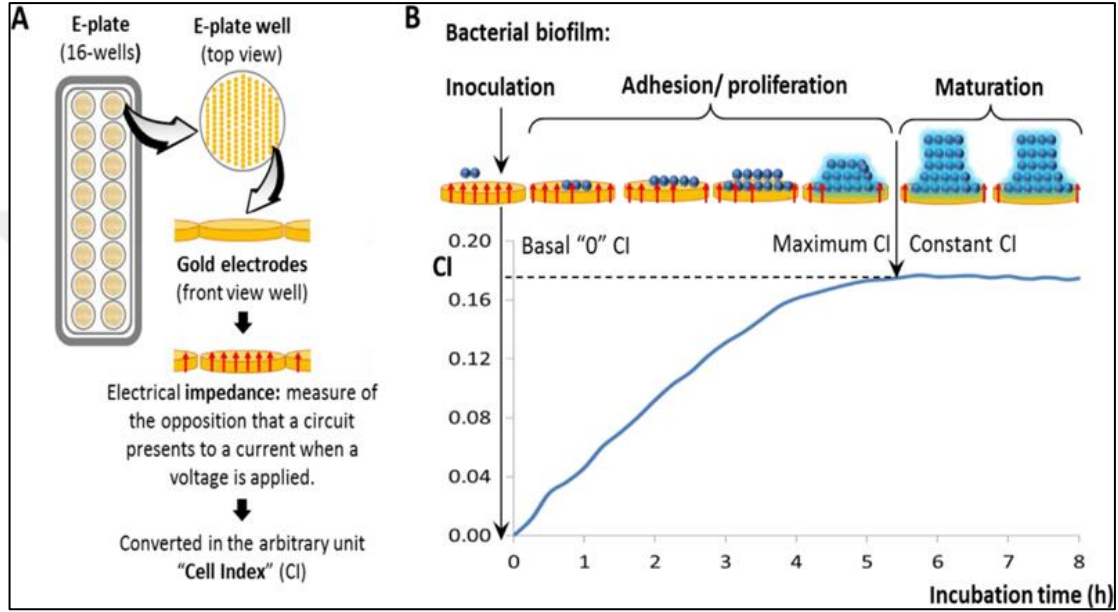 A
E-plate
(16-wells)
E-plate well
(top view)
Gold electrodes
(front view well)
Electrical impedance: measure of
the opposition that a circuit
presents to a current when a
voltage is applied.
Converted in the arbitrary unit
“Cell Index” (CI)
B
Bacterial biofilm:
Inoculation
Adhesion/ proliferation
Maturation
0.20
Basal “0” CI
Maximum CI
Constant CI
CI
0.16
0.12
0.08
0.04
0.00
0 1 2 3 4 5 6 7 8
Incubation time (h)